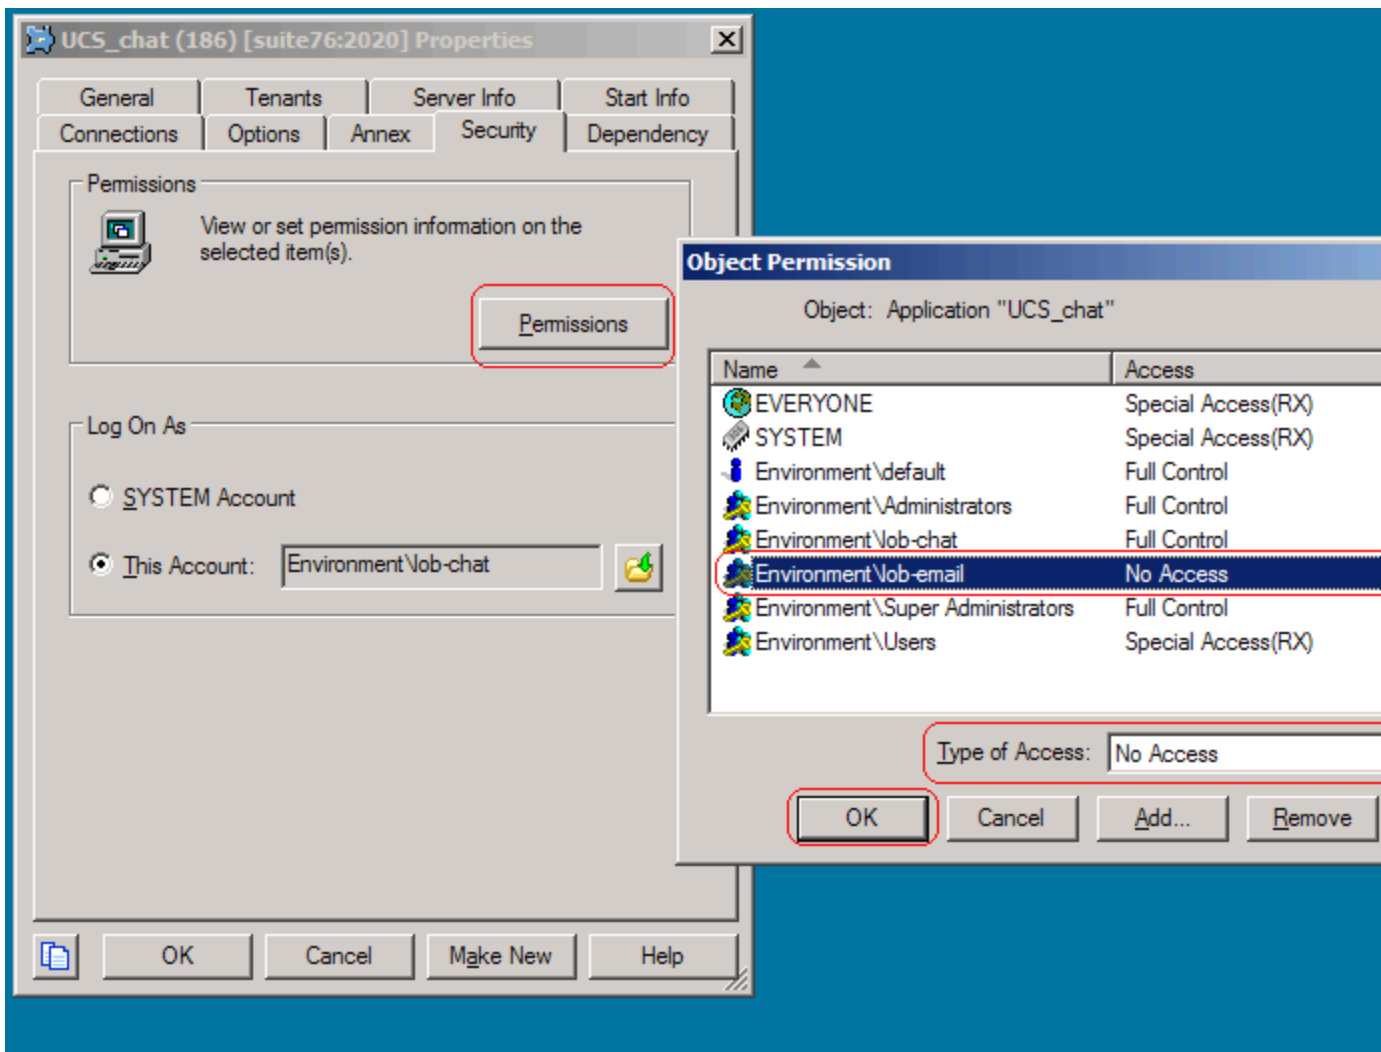 UCS_chat (186) [suite76:2020] Properties
General Tenants Server Info Start Info
Connections Options Annex Security Dependency
Permissions
View or set permission information on the
selected item(s).
Permissions
Log On As
SYSTEM Account
This Account: Environment\lob-chat
OK Cancel Make New Help
Object Permission
Object: Application "UCS_chat"
Name Access
EVERYONE Special Access(RX)
SYSTEM Special Access(RX)
Environment\default Full Control
Environment\Administrators Full Control
Environment\lob-chat Full Control
Environment\lob-email No Access
Environment\Super Administrators Full Control
Environment\Users Special Access(RX)
Type of Access: No Access
OK Cancel Add... Remove